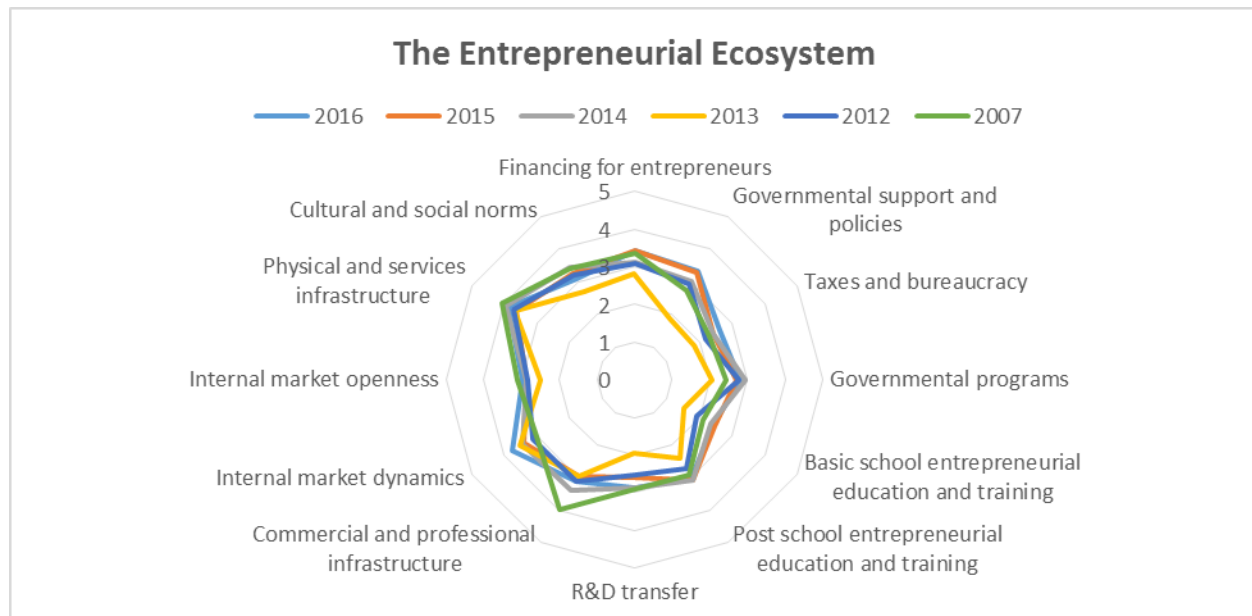 The Entrepreneurial Ecosystem
2016 2015 2014 2013 2012 2007
Financing for entrepreneurs
Governmental support and
policies
Taxes and bureaucracy
Governmental programs
Basic school entrepreneurial
education and training
Post school entrepreneurial
education and training
R&D transfer
Commercial and professional
infrastructure
Internal market dynamics
Internal market openness
Physical and services
infrastructure
Cultural and social norms
5
4
3
2
1
0